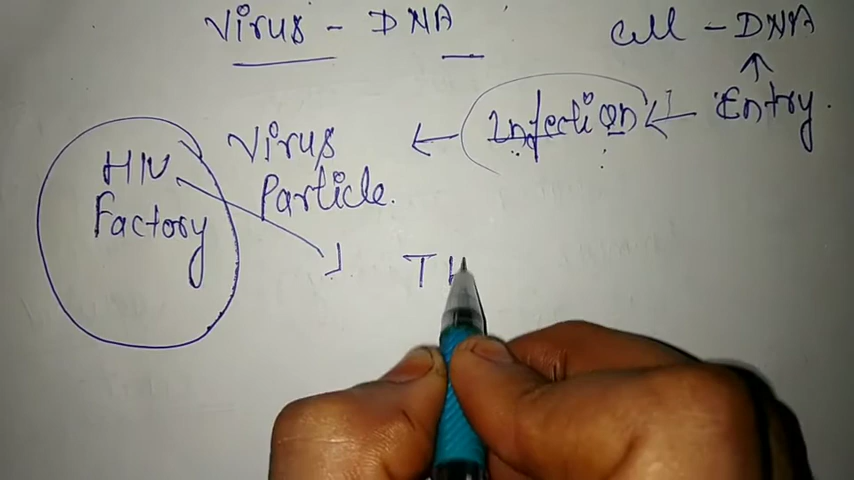 Virus - DNA
Cell - DNA
Entry.
Infection
Virus
Particle.
HIV
Factory
T